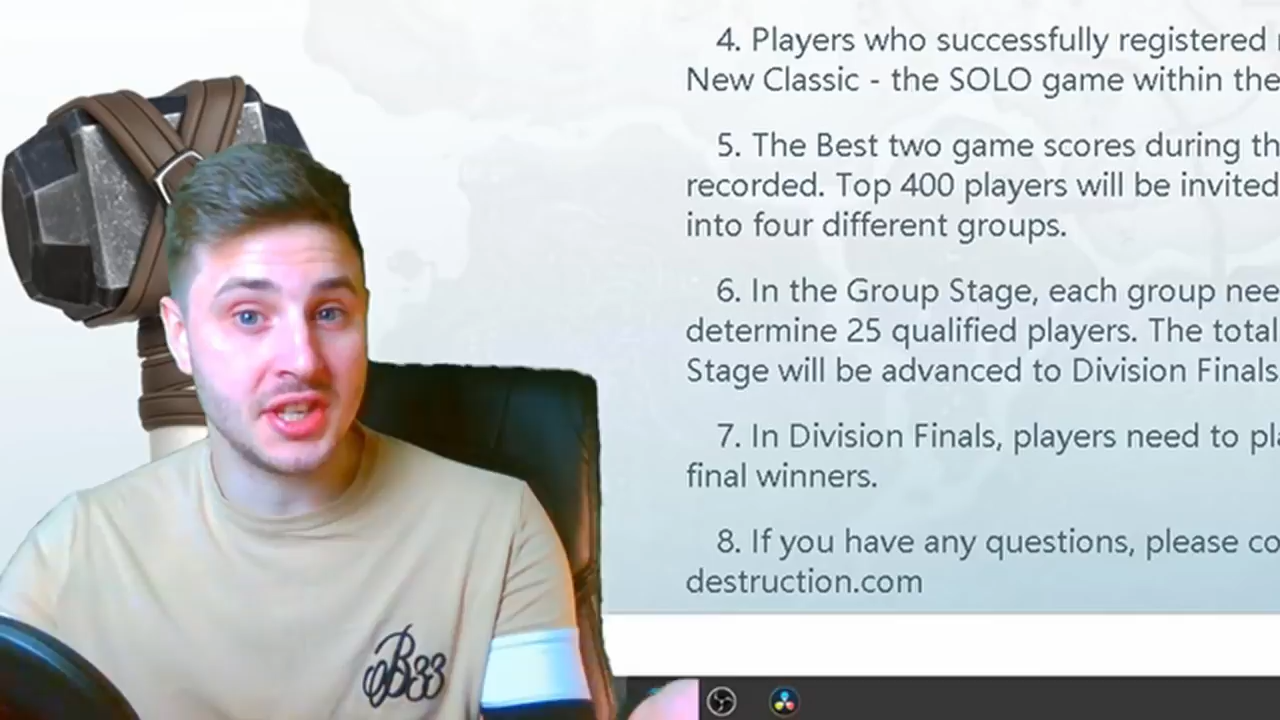 4. Players who successfully registered
New Classic - the SOLO game within the
5. The Best two game scores during th
recorded. Top 400 players will be invited
into four different groups.
6. In the Group Stage, each group nee
determine 25 qualified players. The total
Stage will be advanced to Division Finals
7. In Division Finals, players need to pl
final winners.
8. If you have any questions, please co
destruction.com
B33